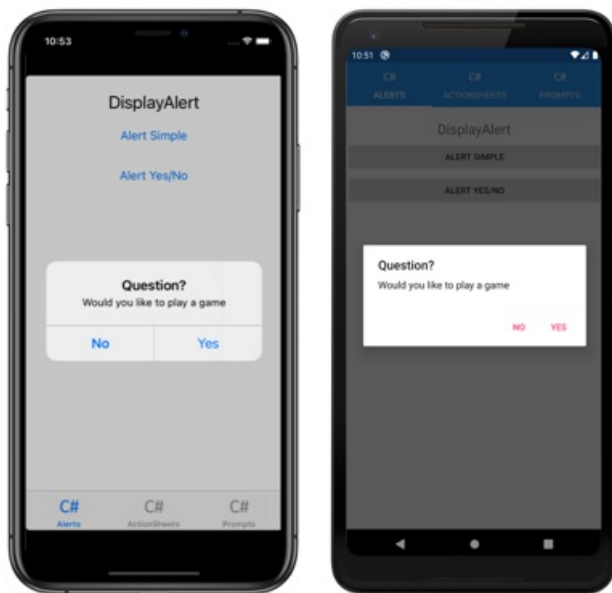 10:53
DisplayAlert
Alert Simple
Alert Yes/No
Question?
Would you like to play a game
No Yes
C# C# C#
Alerts ActionSheets Prompts
10:51
C# C# C#
ALERTS ACTIONSHEETS PROMPTS
DisplayAlert
ALERT SIMPLE
ALERT YES/NO
Question?
Would you like to play a game
NO YES